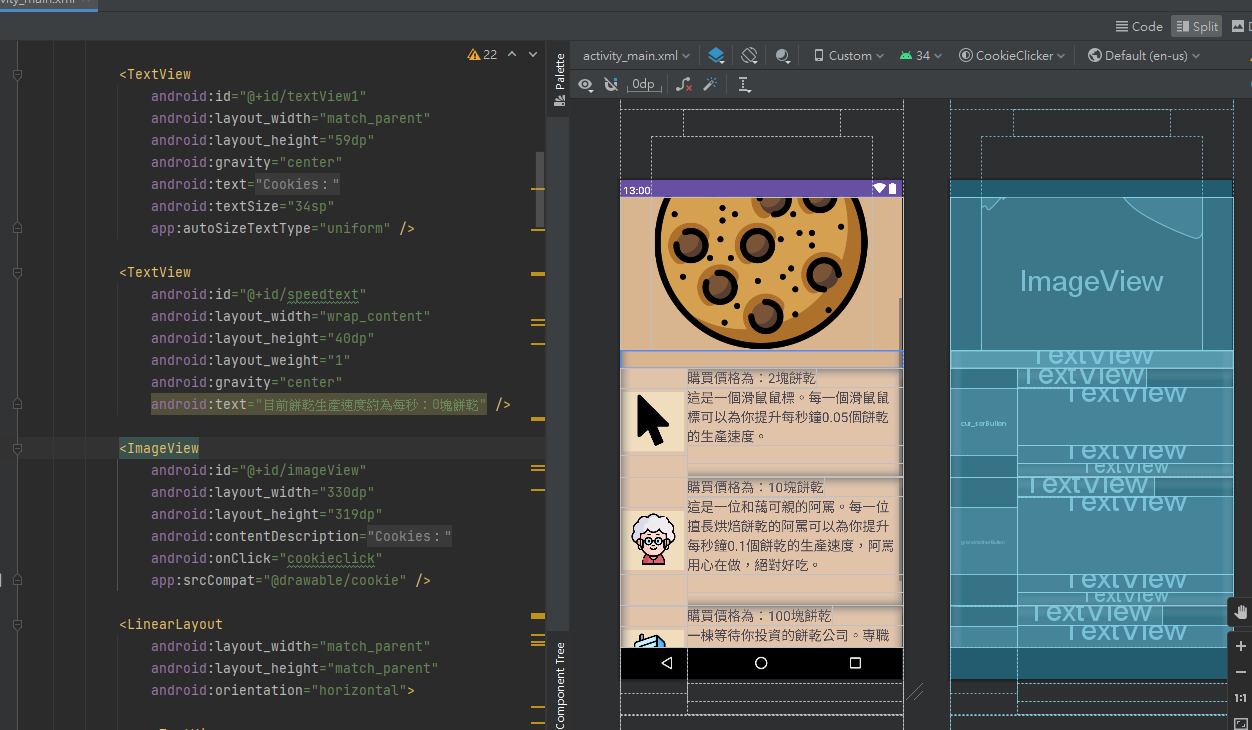 Code
Split
22
activity_main.xml
Custom
34
CookieClicker
Default (en-us)
0dp
Palette
Component Tree
<TextView
android:id="@+id/textView1"
android:layout_width="match_parent"
android:layout_height="59dp"
android:gravity="center"
android:text="Cookies："
android:textSize="34sp"
app:autoSizeTextType="uniform" />
<TextView
android:id="@+id/speedtext"
android:layout_width="wrap_content"
android:layout_height="40dp"
android:layout_weight="1"
android:gravity="center"
android:text="目前餅乾生產速度約為每秒：0塊餅乾" />
<ImageView
android:id="@+id/imageView"
android:layout_width="330dp"
android:layout_height="319dp"
android:contentDescription="Cookies："
android:onClick="cookieclick"
app:srcCompat="@drawable/cookie" />
<LinearLayout
android:layout_width="match_parent"
android:layout_height="match_parent"
android:orientation="horizontal">
13:00
購買價格為：2塊餅乾
這是一個滑鼠鼠標。每一個滑鼠鼠
標可以為你提升每秒鐘0.05個餅乾
的生產速度。
購買價格為：10塊餅乾
這是一位和藹可親的阿罵。每一位
擅長烘焙餅乾的阿罵可以為你提升
每秒鐘0.1個餅乾的生產速度，阿罵
用心在做，絕對好吃。
購買價格為：100塊餅乾
一棟等待你投資的餅乾公司。專職
ImageView
TextView
TextView
TextView
TextView
TextView
TextView
TextView
TextView
TextView
TextView
TextView
1:1